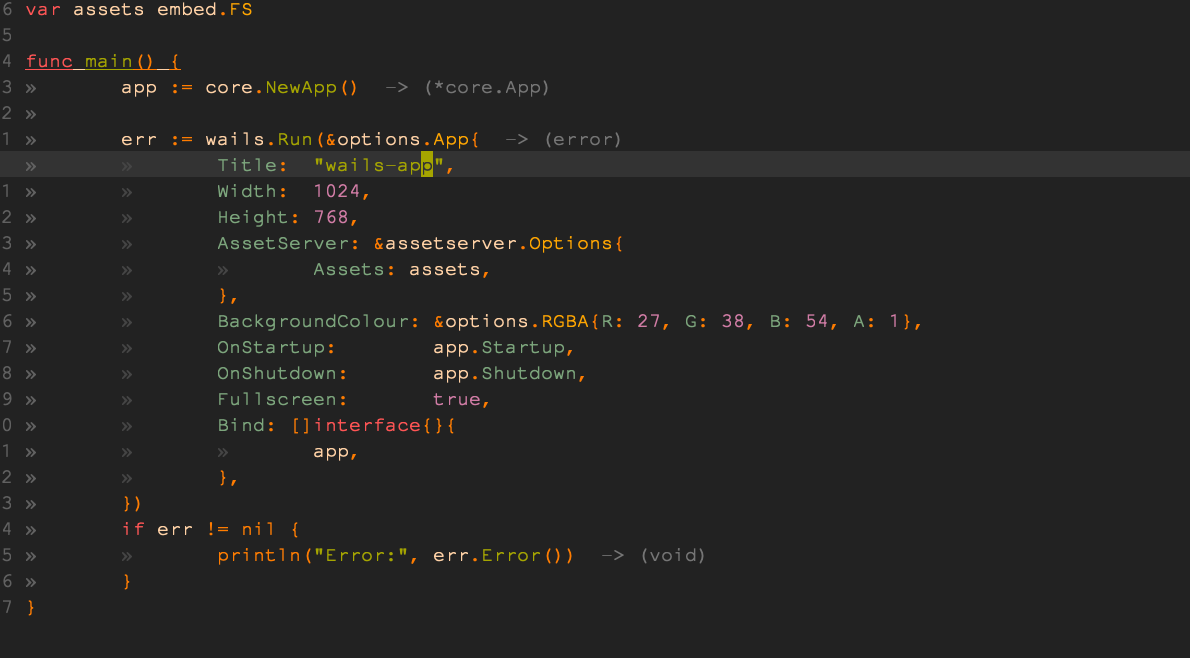 6 var assets embed.FS
5
4 func main() {
3 »       app := core.NewApp()  -> (*core.App)
2 »
1 »       err := wails.Run(&options.App{  -> (error)
  »       »       Title:  "wails-app",
1 »       »       Width:  1024,
2 »       »       Height: 768,
3 »       »       AssetServer: &assetserver.Options{
4 »       »       »       Assets: assets,
5 »       »       },
6 »       »       BackgroundColour: &options.RGBA{R: 27, G: 38, B: 54, A: 1},
7 »       »       OnStartup:        app.Startup,
8 »       »       OnShutdown:       app.Shutdown,
9 »       »       Fullscreen:       true,
0 »       »       Bind: []interface{}{
1 »       »       »       app,
2 »       »       },
3 »       })
4 »       if err != nil {
5 »       »       println("Error:", err.Error())  -> (void)
6 »       }
7 }